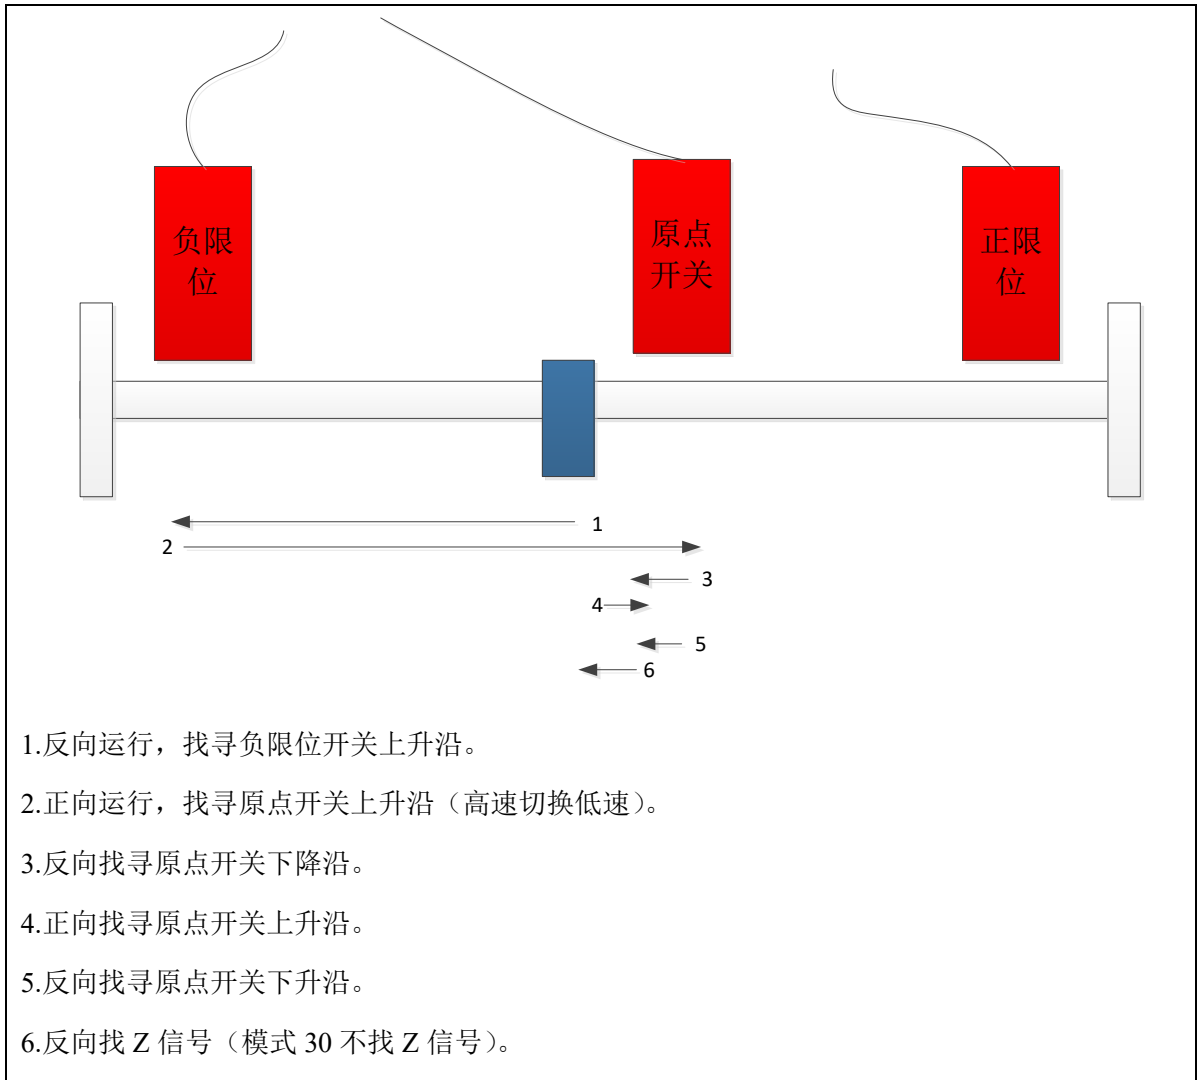 负限
位
原点
开关
正限
位
1
2
3
4
5
6
1.反向运行，找寻负限位开关上升沿。
2.正向运行，找寻原点开关上升沿（高速切换低速）。
3.反向找寻原点开关下降沿。
4.正向找寻原点开关上升沿。
5.反向找寻原点开关下升沿。
6.反向找 Z 信号（模式 30 不找 Z 信号）。